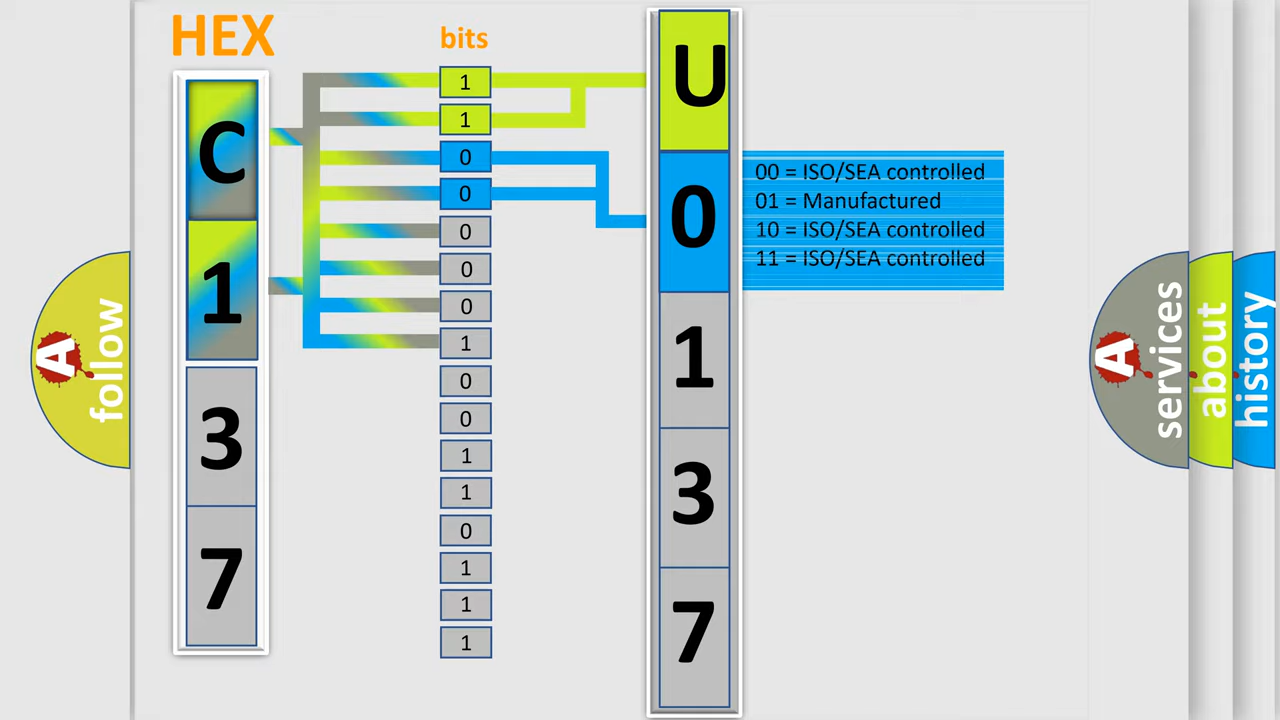 HEX
bits
C
1
3
7
1
1
0
0
0
0
0
1
0
0
1
1
0
1
1
1
U
0
1
3
7
00 = ISO/SEA controlled
01 = Manufactured
10 = ISO/SEA controlled
11 = ISO/SEA controlled
A follow
A services
about
history